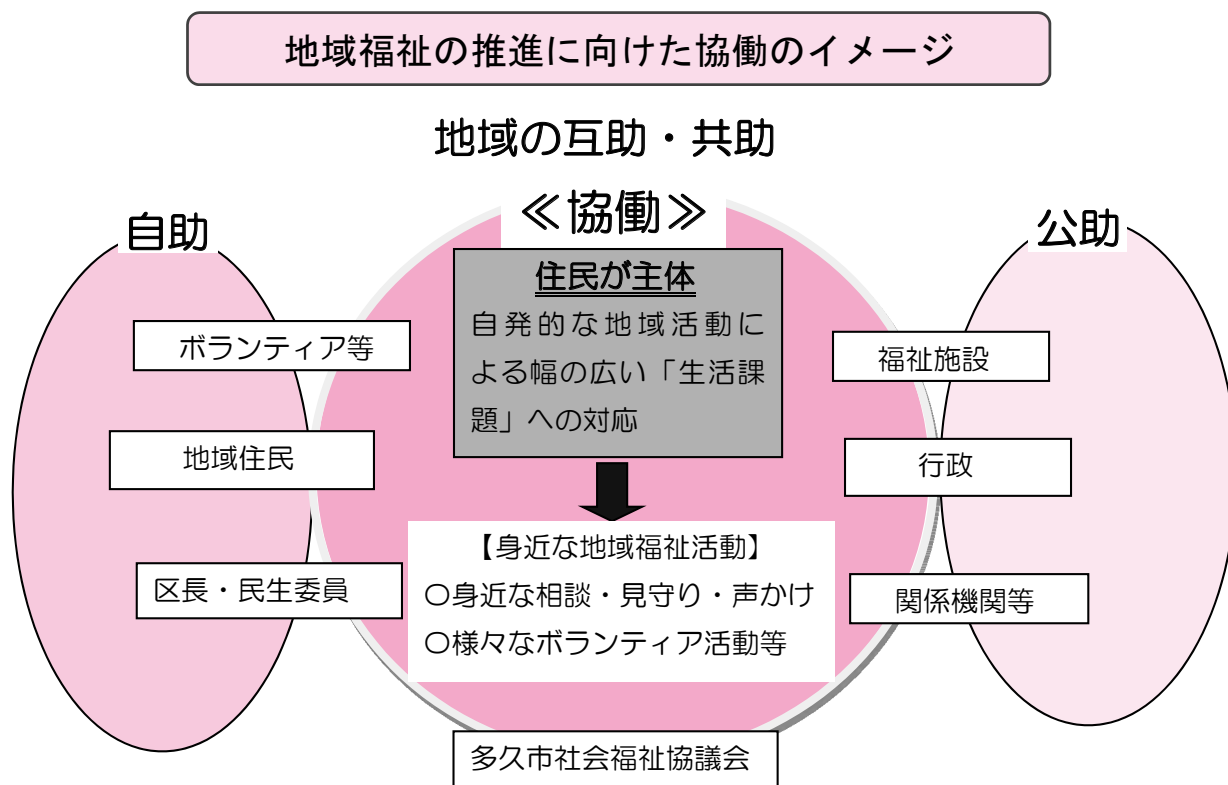 地域福祉の推進に向けた協働のイメージ
地域の互助・共助
≪協働≫
自助
公助
住民が主体
自発的な地域活動に
よる幅の広い「生活課
題」への対応
ボランティア等
地域住民
区長・民生委員
福祉施設
行政
関係機関等
【身近な地域福祉活動】
〇身近な相談・見守り・声かけ
〇様々なボランティア活動等
多久市社会福祉協議会